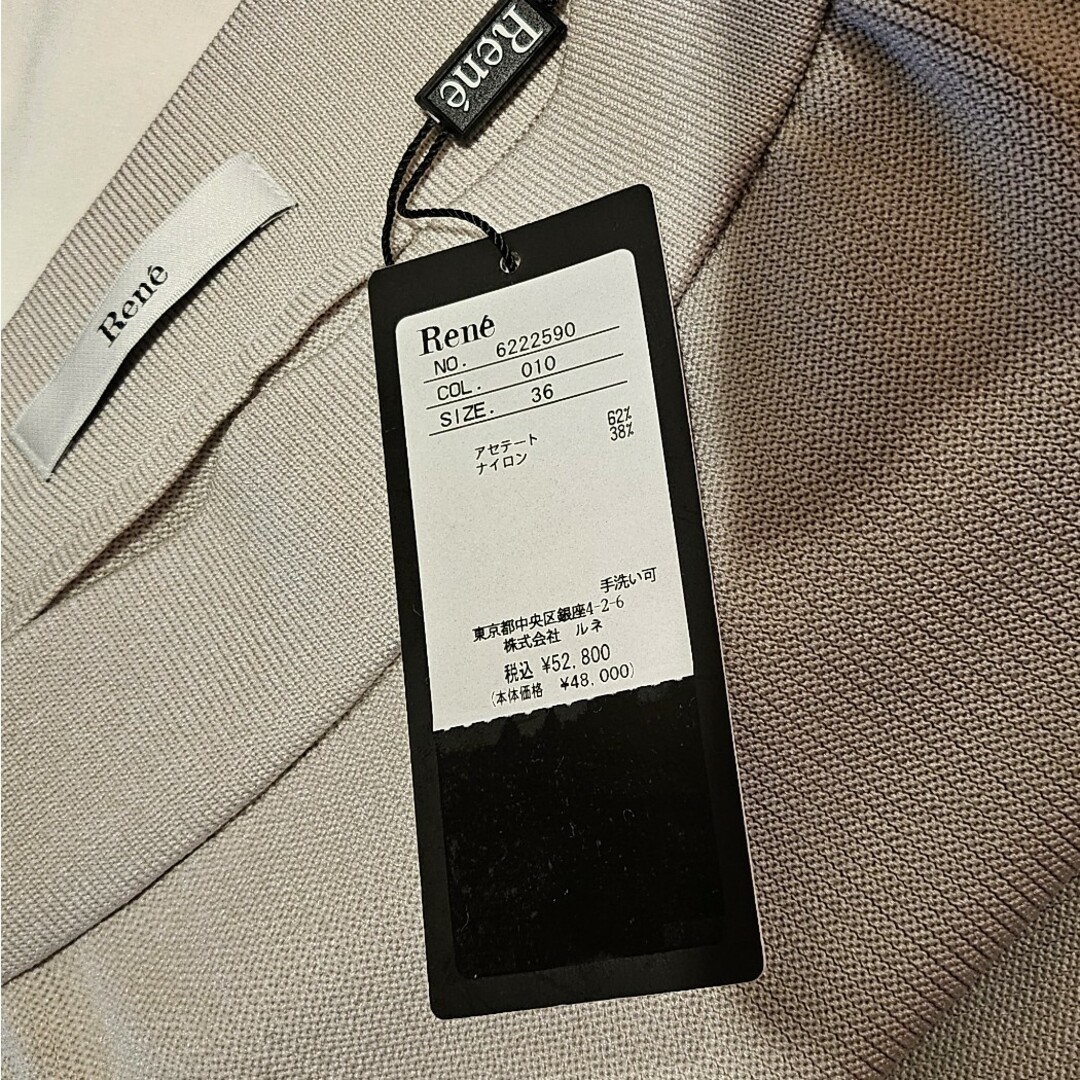 René
René
René
NO. 6222590
COL. 010
SIZE. 36
アセテート 62%
ナイロン 38%
手洗い可
東京都中央区銀座4-2-6
株式会社 ルネ
税込 ¥52,800
(本体価格 ¥48,000)